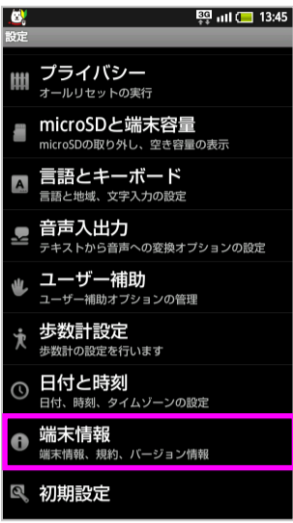 3G 13:45
設定
プライバシー
オールリセットの実行
microSDと端末容量
microSDの取り外し、空き容量の表示
A 言語とキーボード
言語と地域、文字入力の設定
音声入出力
テキストから音声への変換オプションの設定
ユーザー補助
ユーザー補助オプションの管理
歩数計設定
歩数計の設定を行います
日付と時刻
日付、時刻、タイムゾーンの設定
端末情報
端末情報、規約、バージョン情報
初期設定